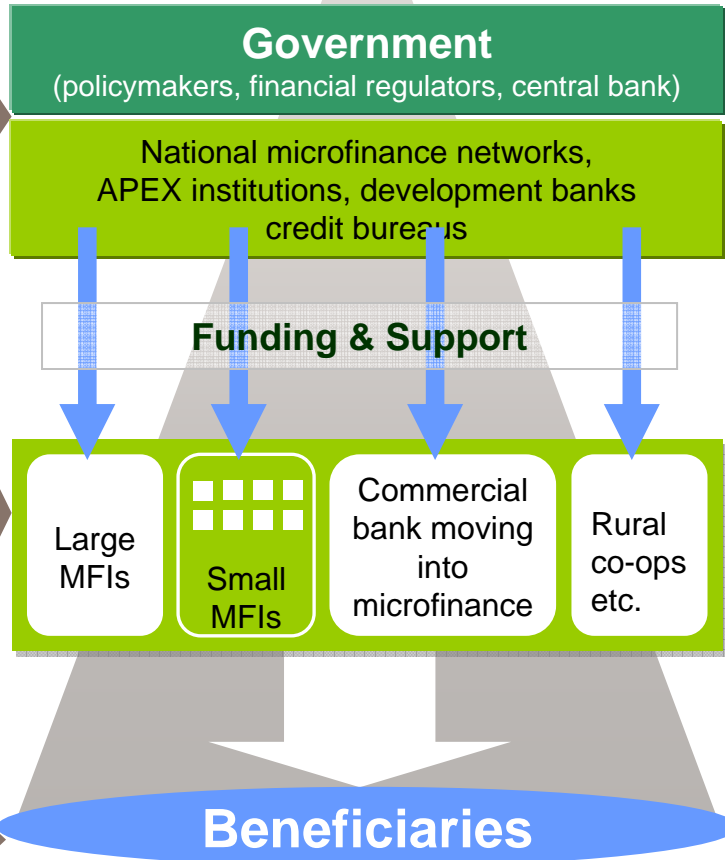 Government
(policymakers, financial regulators, central bank)
National microfinance networks,
APEX institutions, development banks
credit bureaus
Funding & Support
Large
MFIs
Small
MFIs
Commercial
bank moving
into
microfinance
Rural
co-ops
etc.
Beneficiaries